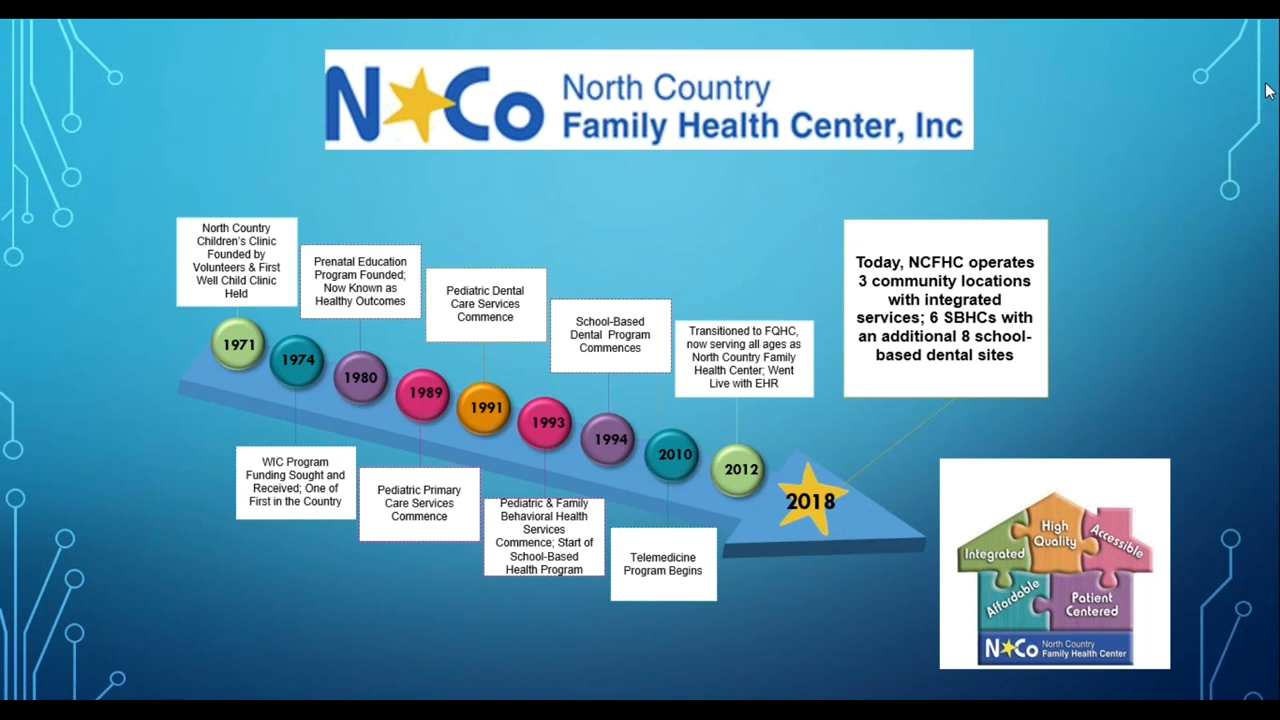 N Co
North Country
Family Health Center, Inc
North Country
Children's Clinic
Founded by
Volunteers & First
Well Child Clinic
Held
Prenatal Education
Program Founded;
Now Known as
Healthy Outcomes
Pediatric Dental
Care Services
Commence
School-Based
Dental Program
Commences
Transitioned to FQHC,
now serving all ages as
North Country Family
Health Center; Went
Live with EHR
Today, NCFHC operates
3 community locations
with integrated
services; 6 SBHCs with
an additional 8 school-
based dental sites
1971
1974
1980
1989
1991
1993
1994
2010
2012
2018
WIC Program
Funding Sought and
Received; One of
First in the Country
Pediatric Primary
Care Services
Commence
Pediatric & Family
Behavioral Health
Services
Commence; Start of
School-Based
Health Program
Telemedicine
Program Begins
Integrated
High
Quality
Accessible
Affordable
Patient
Centered
N Co
North Country
Family Health Center